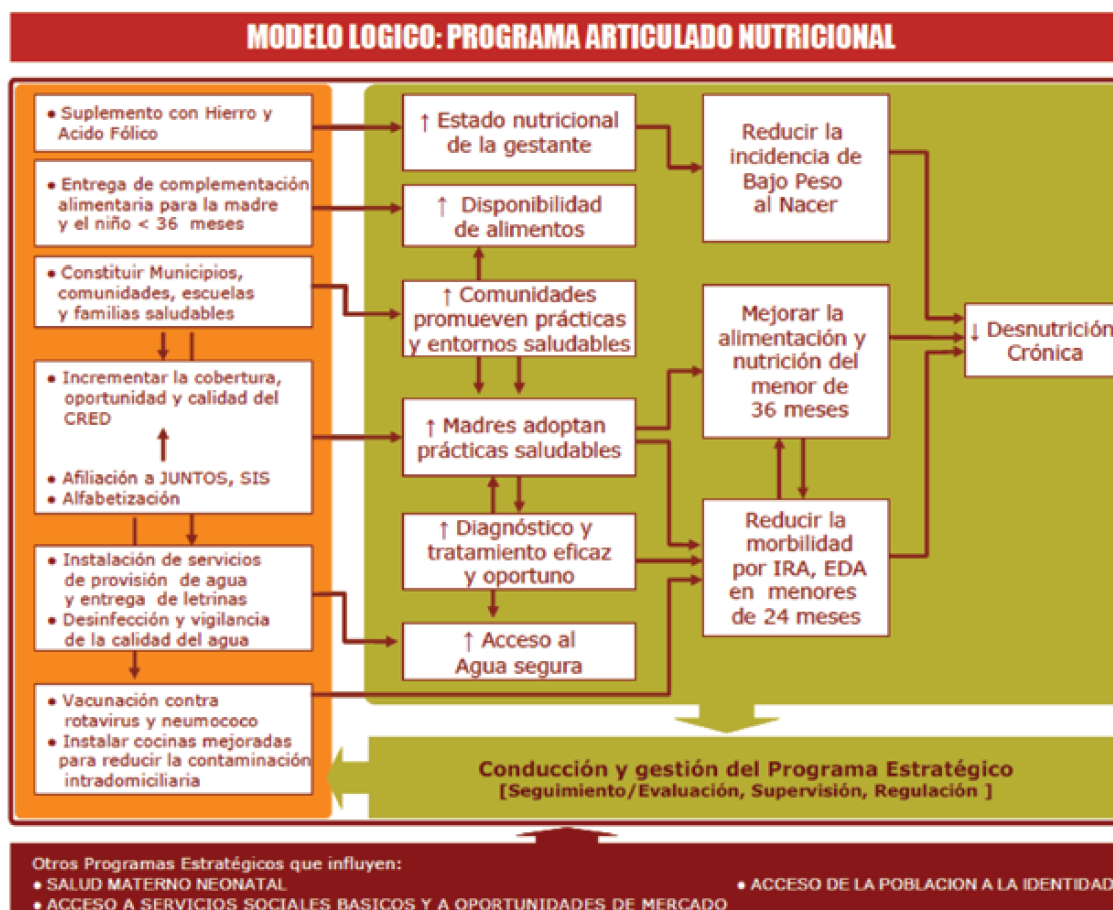 MODELO LOGICO: PROGRAMA ARTICULADO NUTRICIONAL
• Suplemento con Hierro y
Acido Fólico
• Entrega de complementación
alimentaria para la madre
y el niño < 36 meses
• Constituir Municipios,
comunidades, escuelas
y familias saludables
• Incrementar la cobertura,
oportunidad y calidad del
CRED
• Afiliación a JUNTOS, SIS
• Alfabetización
• Instalación de servicios
de provisión de agua
y entrega de letrinas
• Desinfección y vigilancia
de la calidad del agua
• Vacunación contra
rotavirus y neumococo
• Instalar cocinas mejoradas
para reducir la contaminación
intradomiciliaria
↑ Estado nutricional
de la gestante
↑ Disponibilidad
de alimentos
↑ Comunidades
promueven prácticas
y entornos saludables
↑ Madres adoptan
prácticas saludables
↑ Diagnóstico y
tratamiento eficaz
y oportuno
↑ Acceso al
Agua segura
Reducir la
incidencia de
Bajo Peso
al Nacer
Mejorar la
alimentación y
nutrición del
menor de
36 meses
Reducir la
morbilidad
por IRA, EDA
en menores
de 24 meses
↓ Desnutrición
Crónica
Conducción y gestión del Programa Estratégico
[Seguimiento/Evaluación, Supervisión, Regulación ]
Otros Programas Estratégicos que influyen:
• SALUD MATERNO NEONATAL
• ACCESO DE LA POBLACION A LA IDENTIDAD
• ACCESO A SERVICIOS SOCIALES BASICOS Y A OPORTUNIDADES DE MERCADO